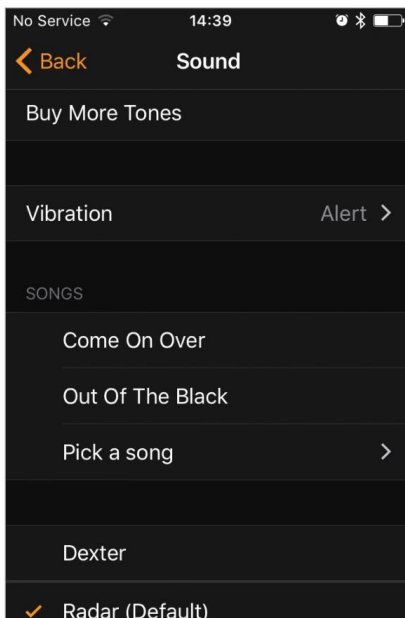 No Service 14:39
Back Sound
Buy More Tones
Vibration Alert
SONGS
Come On Over
Out Of The Black
Pick a song
Dexter
Radar (Default)